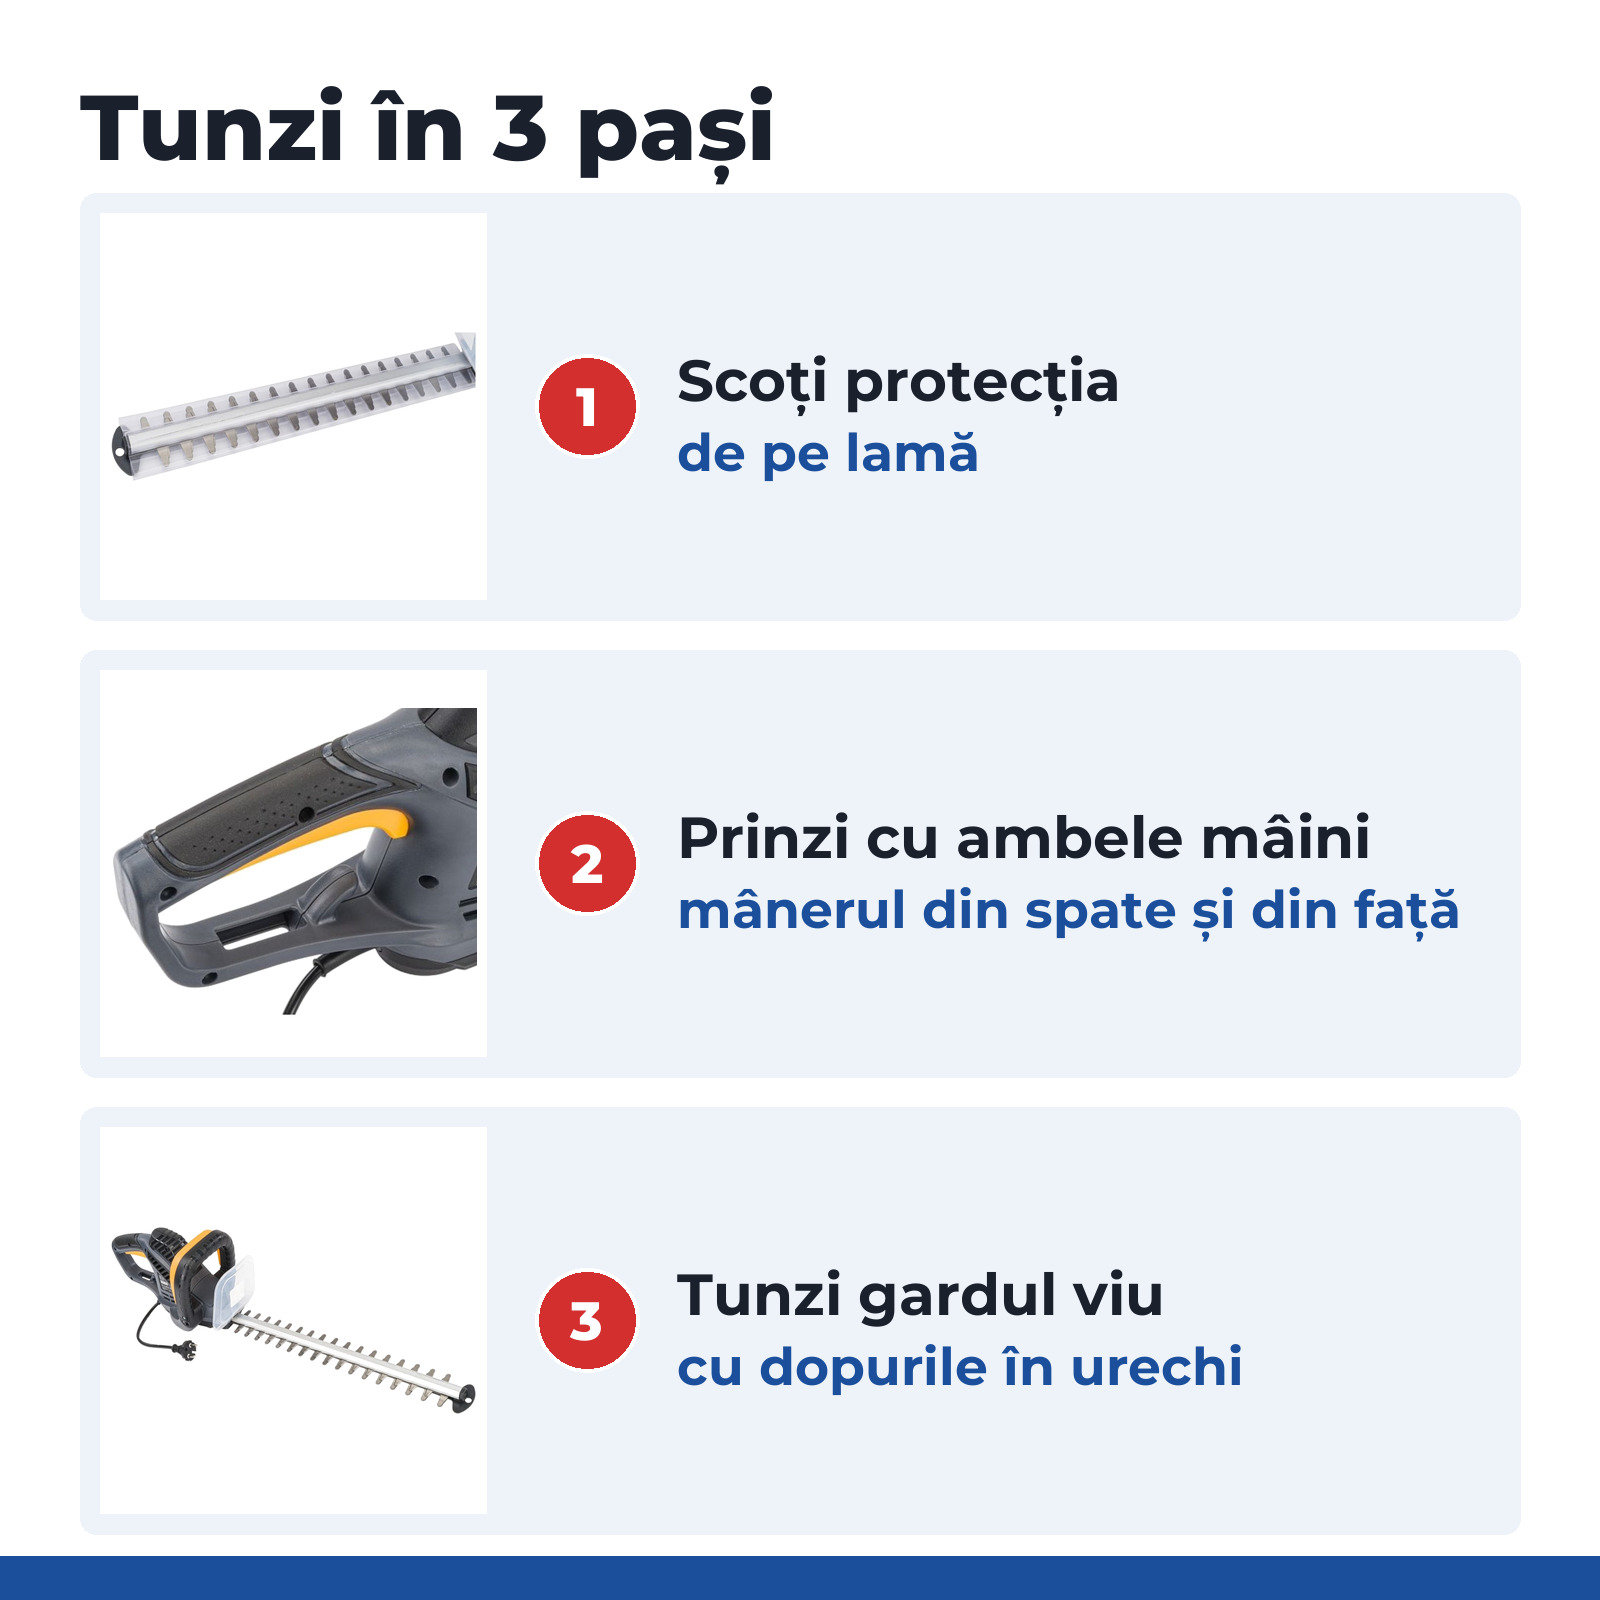 Tunzi în 3 pași
1
Scoți protecția
de pe lamă
2
Prinzi cu ambele mâini
mânerul din spate și din față
3
Tunzi gardul viu
cu dopurile în urechi